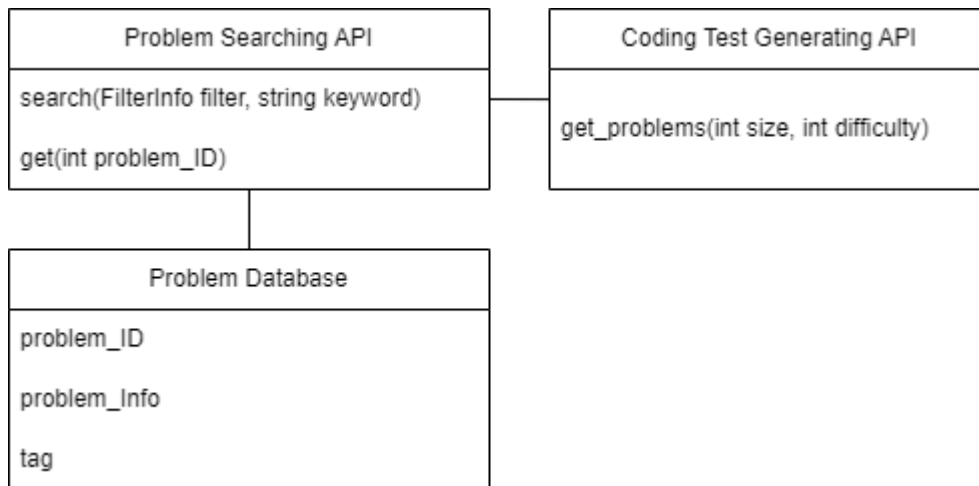 Problem Searching API
search(FilterInfo filter, string keyword)
get(int problem_ID)
Coding Test Generating API
get_problems(int size, int difficulty)
Problem Database
problem_ID
problem_Info
tag